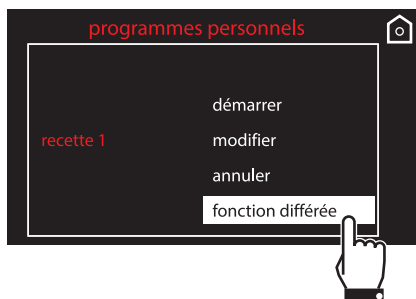 programmes personnels
démarrer
recette 1
modifier
annuler
fonction différée